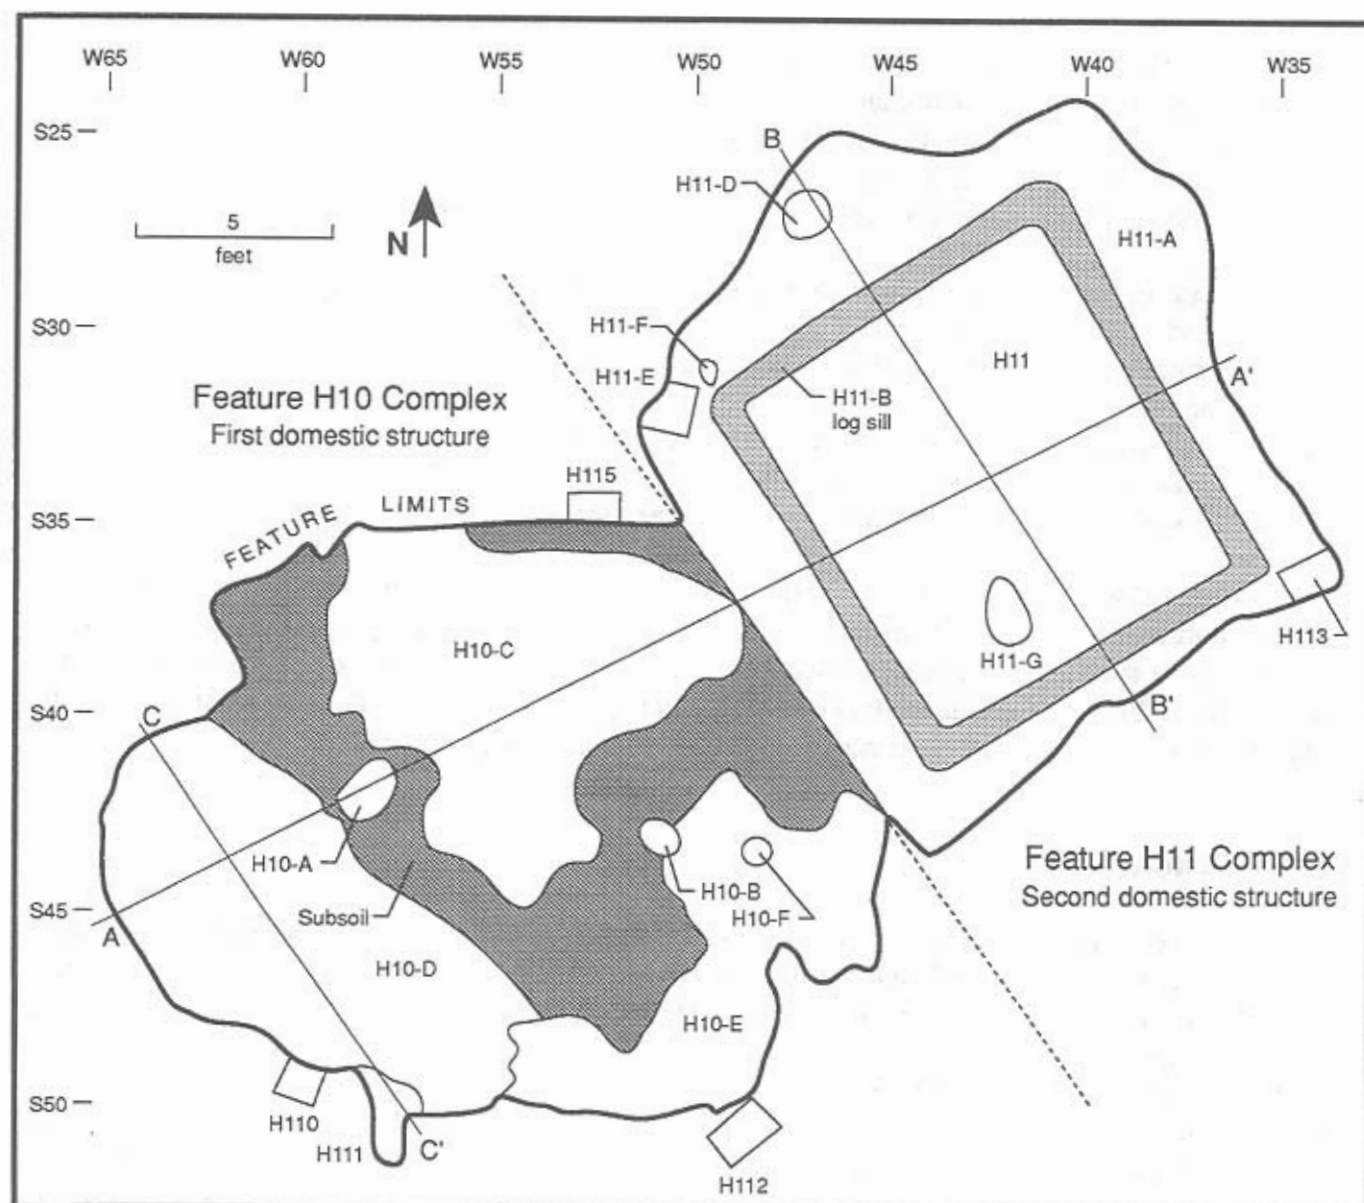 W65
W60
W55
W50
W45
W40
W35
S25
B
H11-D
5
feet
N
H11-A
S30
H11-F
H11
H11-E
A'
Feature H10 Complex
First domestic structure
H11-B
log sill
H115
FEATURE LIMITS
S35
H113
H10-C
H11-G
S40
C
B'
H10-A
Feature H11 Complex
Second domestic structure
H10-B
H10-F
S45
Subsoil
A
H10-D
H10-E
S50
H110
H111
C'
H112